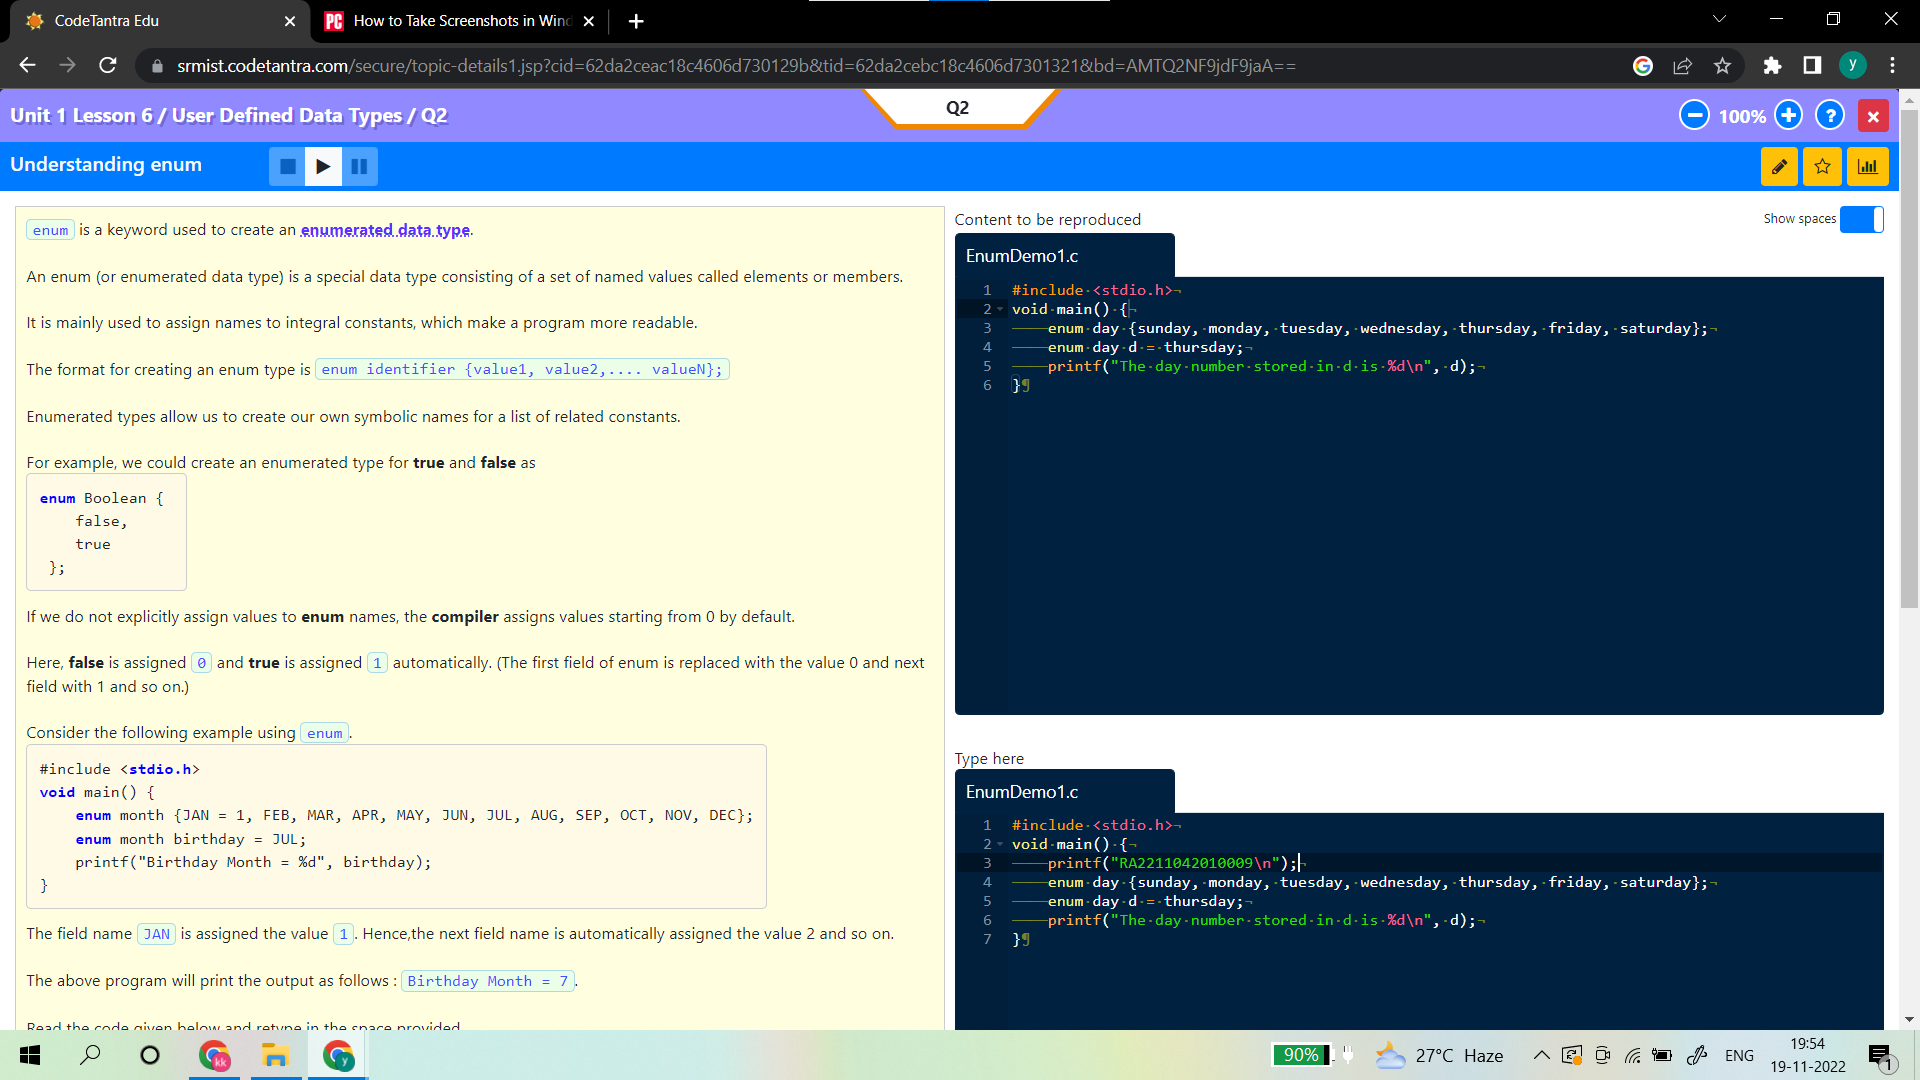 CodeTantra Edu
How to Take Screenshots in Wind
srmist.codetantra.com/secure/topic-details1.jsp?cid=62da2ceac18c4606d730129b&tid=62da2cebc18c4606d7301321&bd=AMTQ2NF9jdF9jaA==
y
Unit 1 Lesson 6 / User Defined Data Types / Q2
Q2
100%
?
Understanding enum
enum is a keyword used to create an enumerated data type.
An enum (or enumerated data type) is a special data type consisting of a set of named values called elements or members.
It is mainly used to assign names to integral constants, which make a program more readable.
The format for creating an enum type is enum identifier {value1, value2,.... valueN};
Enumerated types allow us to create our own symbolic names for a list of related constants.
For example, we could create an enumerated type for true and false as
enum Boolean {
    false,
    true
};
If we do not explicitly assign values to enum names, the compiler assigns values starting from 0 by default.
Here, false is assigned 0 and true is assigned 1 automatically. (The first field of enum is replaced with the value 0 and next
field with 1 and so on.)
Consider the following example using enum.
#include <stdio.h>
void main() {
    enum month {JAN = 1, FEB, MAR, APR, MAY, JUN, JUL, AUG, SEP, OCT, NOV, DEC};
    enum month birthday = JUL;
    printf("Birthday Month = %d", birthday);
}
The field name JAN is assigned the value 1. Hence,the next field name is automatically assigned the value 2 and so on.
The above program will print the output as follows : Birthday Month = 7.
Read the code given below and retype in the space provided
Content to be reproduced
Show spaces
EnumDemo1.c
1 #include·<stdio.h>¬
2 void·main()·{¬
3 ————enum·day·{sunday,·monday,·tuesday,·wednesday,·thursday,·friday,·saturday};¬
4 ————enum·day·d·=·thursday;¬
5 ————printf("The·day·number·stored·in·d·is·%d\n",·d);¬
6 }¶
Type here
EnumDemo1.c
1 #include·<stdio.h>¬
2 void·main()·{¬
3 ————printf("RA2211042010009\n");¬
4 ————enum·day·{sunday,·monday,·tuesday,·wednesday,·thursday,·friday,·saturday};¬
5 ————enum·day·d·=·thursday;¬
6 ————printf("The·day·number·stored·in·d·is·%d\n",·d);¬
7 }¶
kk
y
90%
27°C Haze
ENG
19:54
19-11-2022
1